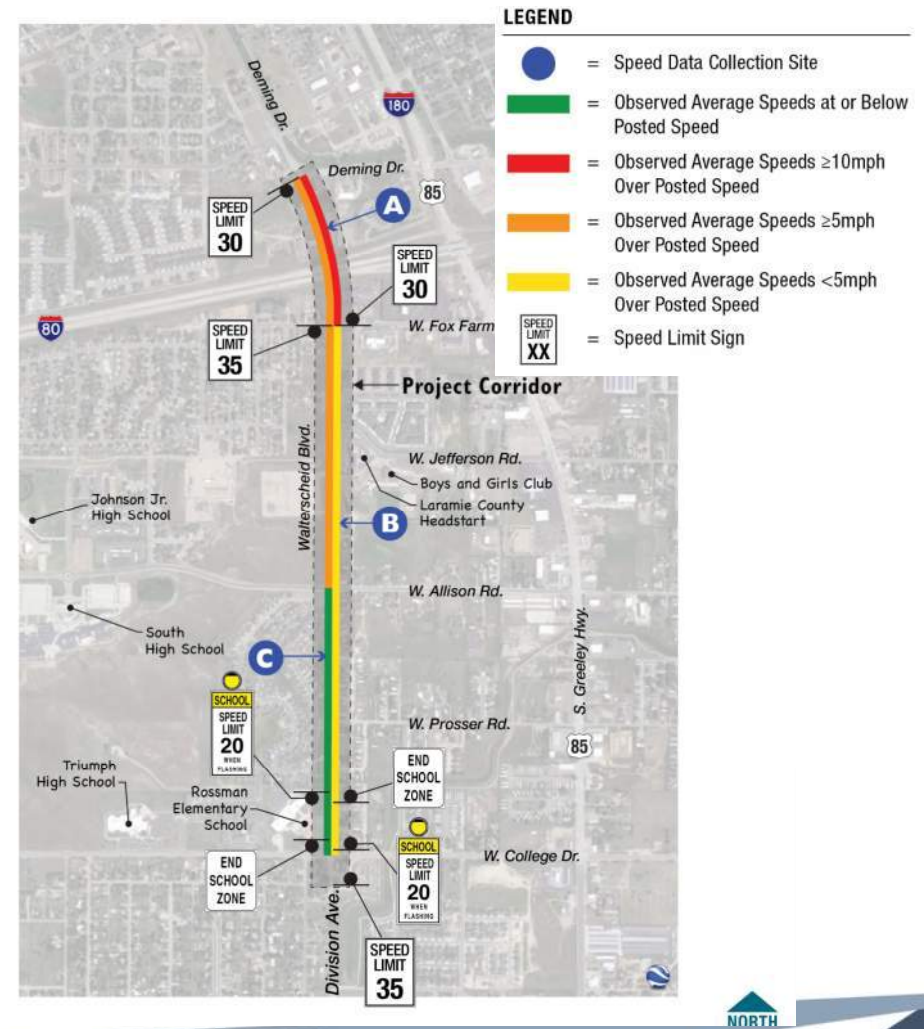 LEGEND
= Speed Data Collection Site
= Observed Average Speeds at or Below
Posted Speed
= Observed Average Speeds ≥10mph
Over Posted Speed
= Observed Average Speeds ≥5mph
Over Posted Speed
= Observed Average Speeds <5mph
Over Posted Speed
SPEED
LIMIT
XX
= Speed Limit Sign
Deming Dr.
180
Deming Dr.
85
A
SPEED
LIMIT
30
SPEED
LIMIT
30
80
W. Fox Farm
SPEED
LIMIT
35
Project Corridor
Walterscheid Blvd.
W. Jefferson Rd.
Boys and Girls Club
Laramie County
Headstart
Johnson Jr.
High School
B
W. Allison Rd.
South
High School
S. Greeley Hwy.
C
SCHOOL
SPEED
LIMIT
20
WHEN
FLASHING
W. Prosser Rd.
85
Triumph
High School
END
SCHOOL
ZONE
Rossman
Elementary
School
END
SCHOOL
ZONE
SCHOOL
SPEED
LIMIT
20
WHEN
FLASHING
W. College Dr.
Division Ave.
SPEED
LIMIT
35
NORTH